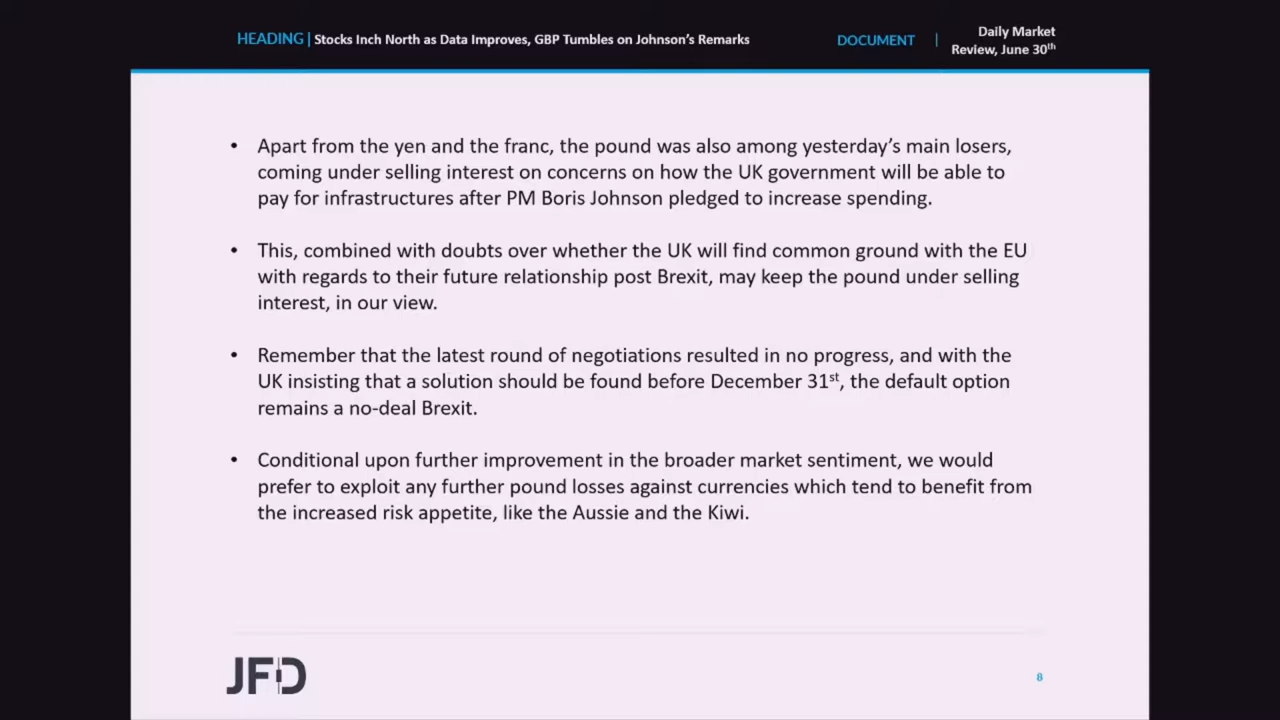 HEADING | Stocks Inch North as Data Improves, GBP Tumbles on Johnson's Remarks
DOCUMENT | Daily Market
Review, June 30th
• Apart from the yen and the franc, the pound was also among yesterday's main losers,
coming under selling interest on concerns on how the UK government will be able to
pay for infrastructures after PM Boris Johnson pledged to increase spending.
• This, combined with doubts over whether the UK will find common ground with the EU
with regards to their future relationship post Brexit, may keep the pound under selling
interest, in our view.
• Remember that the latest round of negotiations resulted in no progress, and with the
UK insisting that a solution should be found before December 31st, the default option
remains a no-deal Brexit.
• Conditional upon further improvement in the broader market sentiment, we would
prefer to exploit any further pound losses against currencies which tend to benefit from
the increased risk appetite, like the Aussie and the Kiwi.
JFD
8